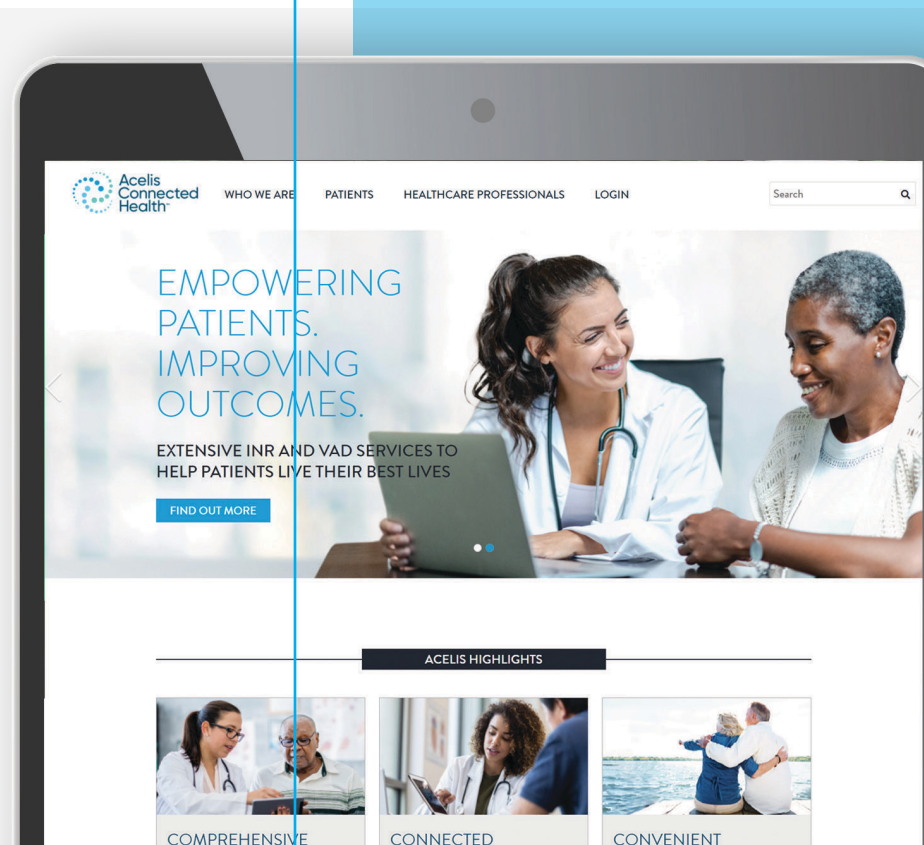 Acelis
Connected
Health™
WHO WE ARE
PATIENTS
HEALTHCARE PROFESSIONALS
LOGIN
Search
EMPOWERING
PATIENTS.
IMPROVING
OUTCOMES.
EXTENSIVE INR AND VAD SERVICES TO
HELP PATIENTS LIVE THEIR BEST LIVES
FIND OUT MORE
ACELIS HIGHLIGHTS
COMPREHENSIVE
CONNECTED
CONVENIENT